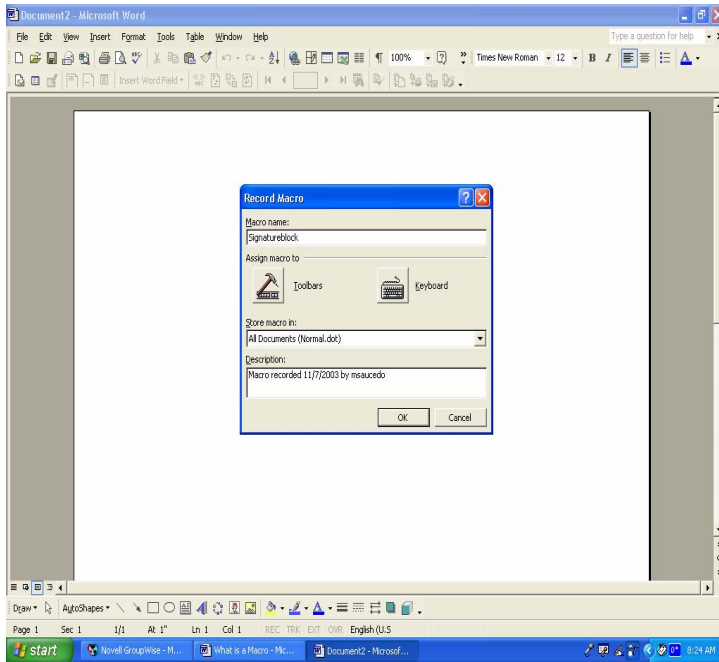 Document2 - Microsoft Word
File Edit View Insert Format Tools Table Window Help Type a question for help
100% Times New Roman 12 B I A
Insert Word Field
Record Macro
Macro name:
Signatureblock
Assign macro to
Toolbars Keyboard
Store macro in:
All Documents (Normal.dot)
Description:
Macro recorded 11/7/2003 by msaucedo
OK Cancel
Draw AutoShapes
Page 1 Sec 1 1/1 At 1" Ln 1 Col 1 REC TRK EXT OVR English (U.S
start Novell GroupWise - M... What is a Macro - Mic... Document2 - Microsof... 8:24 AM